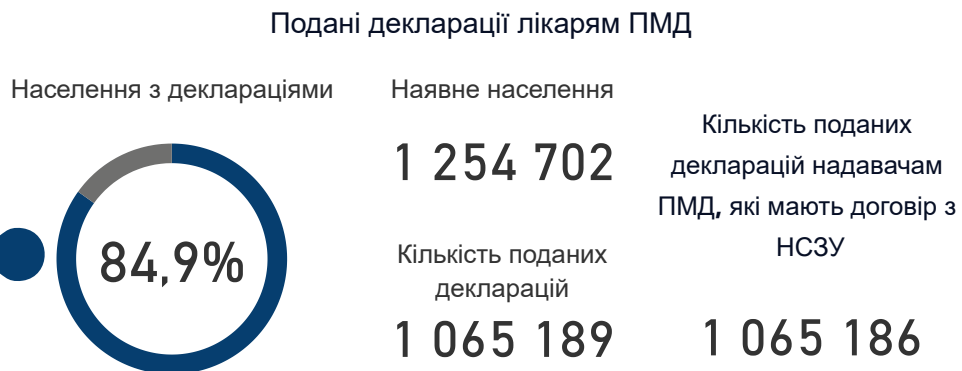 Подані декларації лікарям ПМД
Населення з деклараціями
84,9%
Наявне населення
1 254 702
Кількість поданих
декларацій
1 065 189
Кількість поданих
декларацій надавачам
ПМД, які мають договір з
НСЗУ
1 065 186